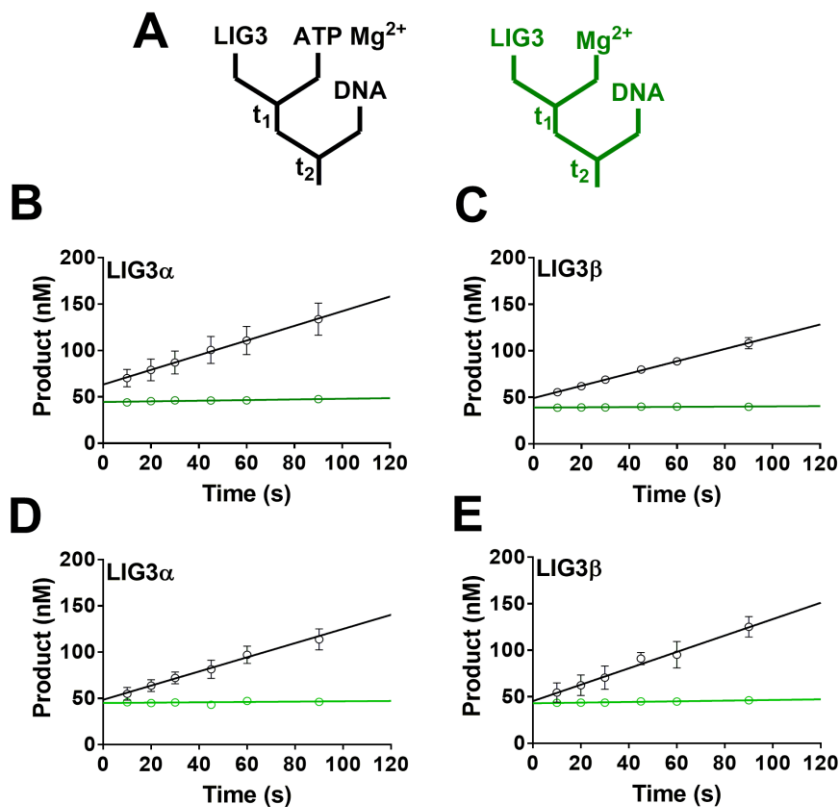 A
LIG3 ATP Mg²⁺
DNA
t₁
t₂
LIG3 Mg²⁺
DNA
t₁
t₂
B
LIG3α
Product (nM)
200
150
100
50
0
0 20 40 60 80 100 120
Time (s)
C
LIG3β
Product (nM)
200
150
100
50
0
0 20 40 60 80 100 120
Time (s)
D
LIG3α
Product (nM)
200
150
100
50
0
0 20 40 60 80 100 120
Time (s)
E
LIG3β
Product (nM)
200
150
100
50
0
0 20 40 60 80 100 120
Time (s)